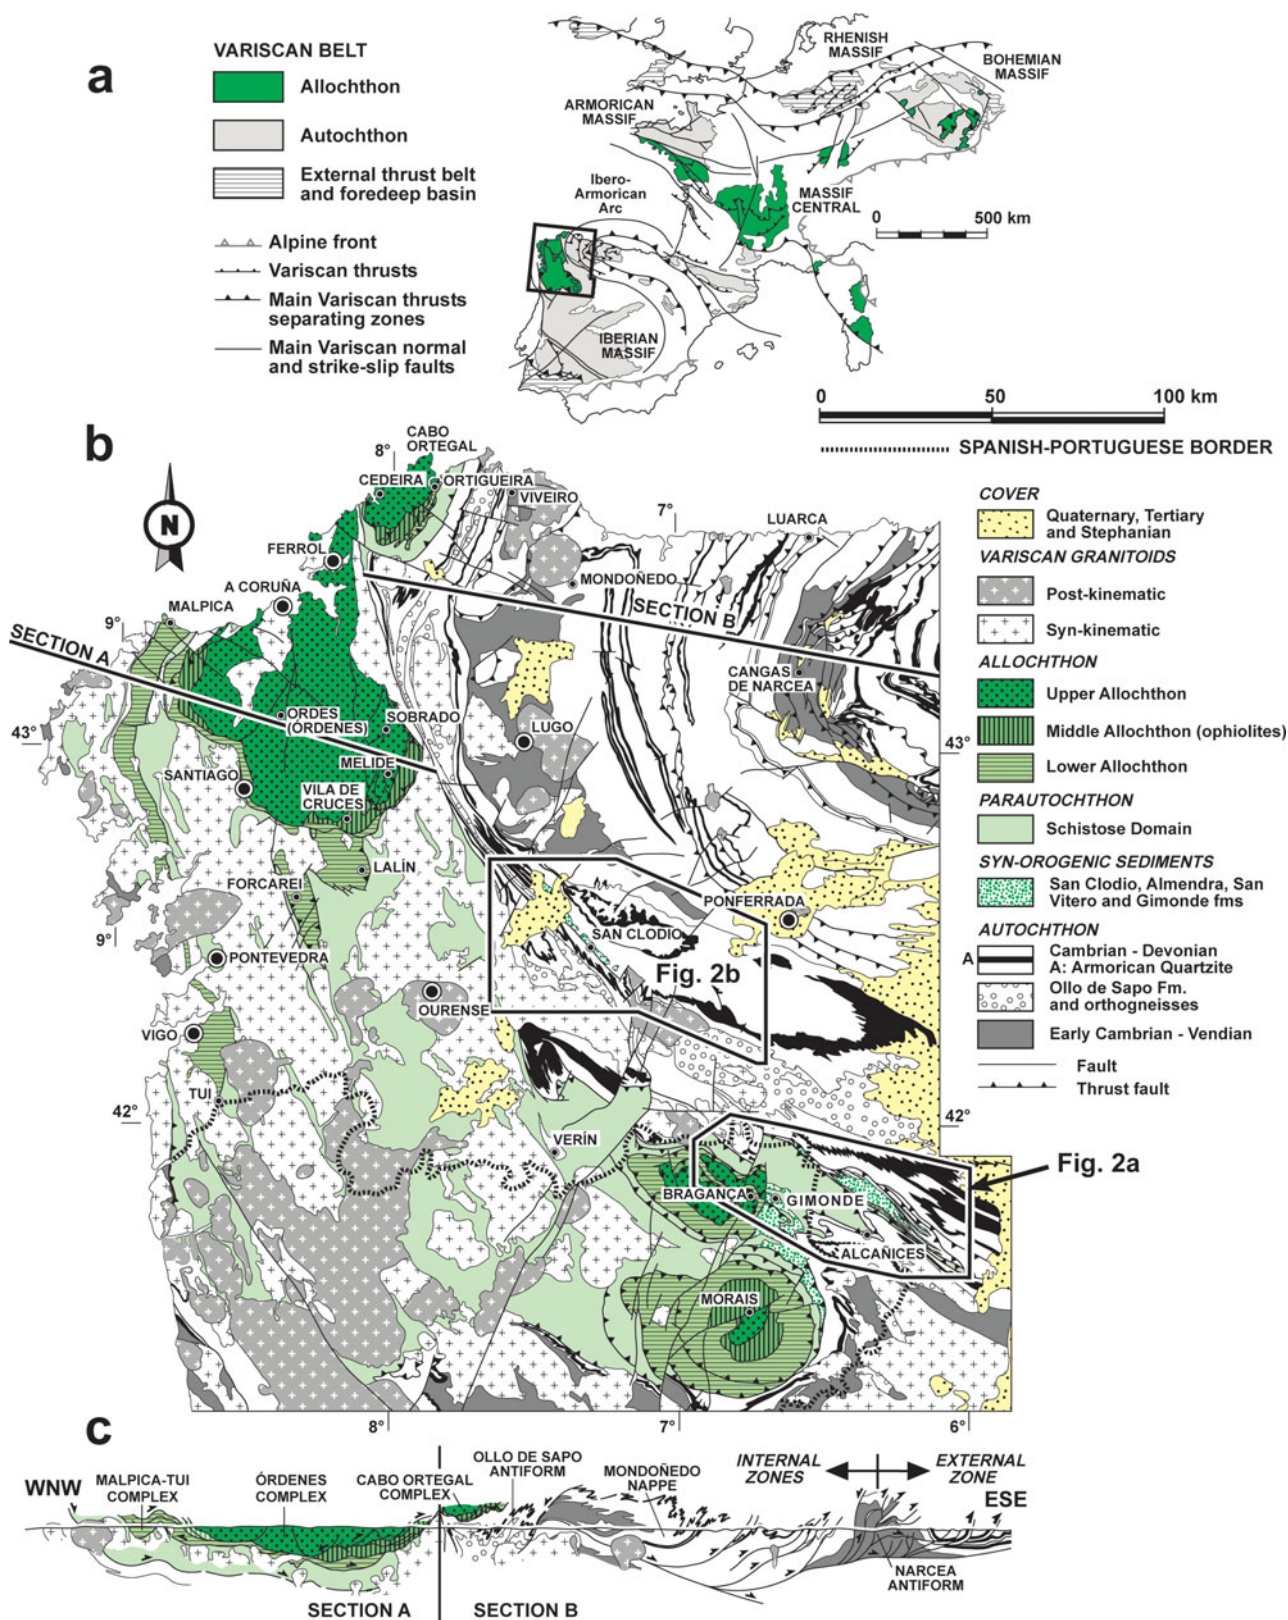 a
VARISCAN BELT
Allochthon
Autochthon
External thrust belt
and foredeep basin
Alpine front
Variscan thrusts
Main Variscan thrusts
separating zones
Main Variscan normal
and strike-slip faults
RHENISH
MASSIF
BOHEMIAN
MASSIF
ARMORICAN
MASSIF
Ibero-
Armorican
Arc
MASSIF
CENTRAL
0 500 km
IBERIAN
MASSIF
0 50 100 km
SPANISH-PORTUGUESE BORDER
b
N
CABO
ORTEGAL
8°
CEDEIRA
ORTIGUEIRA
VIVEIRO
7°
LUARCA
FERROL
MONDOÑEDO
A CORUÑA
MALPICA
9°
SECTION A
SECTION B
CANGAS
DE NARCEA
ORDES
(ÓRDENES)
SOBRADO
LUGO
43°
43°
SANTIAGO
MELIDE
VILA DE
CRUCES
LALÍN
FORCAREI
PONFERRADA
9°
SAN CLODIO
PONTEVEDRA
Fig. 2b
OURENSE
VIGO
TUI
42°
42°
VERÍN
Fig. 2a
BRAGANÇA
GIMONDE
ALCAÑICES
MORAIS
8°
7°
6°
COVER
Quaternary, Tertiary
and Stephanian
VARISCAN GRANITOIDS
Post-kinematic
Syn-kinematic
ALLOCHTHON
Upper Allochthon
Middle Allochthon (ophiolites)
Lower Allochthon
PARAUTOCHTHON
Schistose Domain
SYN-OROGENIC SEDIMENTS
San Clodio, Almendra, San
Vitero and Gimonde fms
AUTOCHTHON
A
Cambrian - Devonian
A: Armorican Quartzite
Ollo de Sapo Fm.
and orthogneisses
Early Cambrian - Vendian
Fault
Thrust fault
c
WNW
MALPICA-TUI
COMPLEX
ÓRDENES
COMPLEX
CABO ORTEGAL
COMPLEX
OLLO DE SAPO
ANTIFORM
MONDOÑEDO
NAPPE
INTERNAL
ZONES
EXTERNAL
ZONE
ESE
NARCEA
ANTIFORM
SECTION A
SECTION B